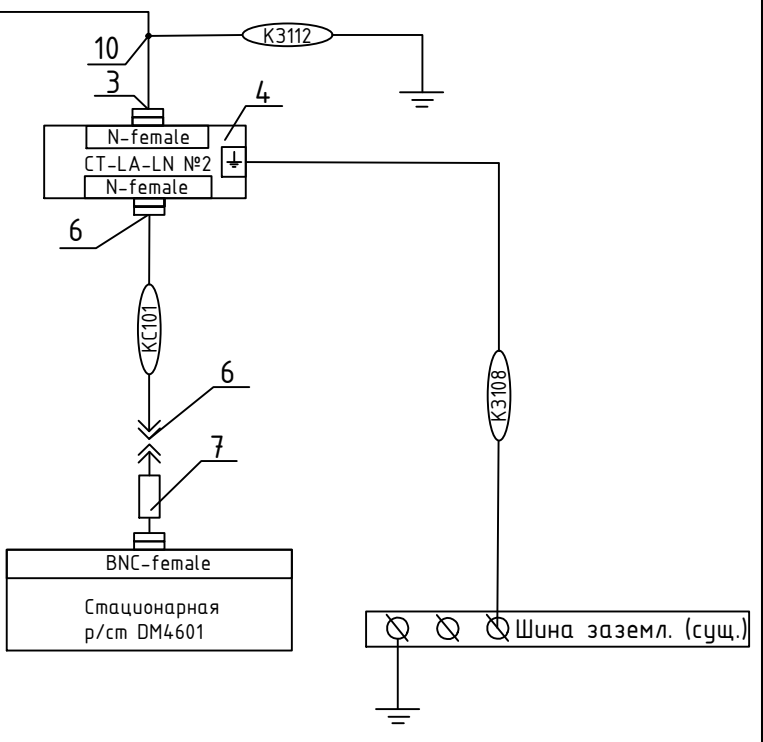 10
К3112
3
4
N-female
CT-LA-LN №2
N-female
6
КС101
6
К3108
7
BNC-female
Стационарная
р/ст DM4601
Шина заземл. (сущ.)